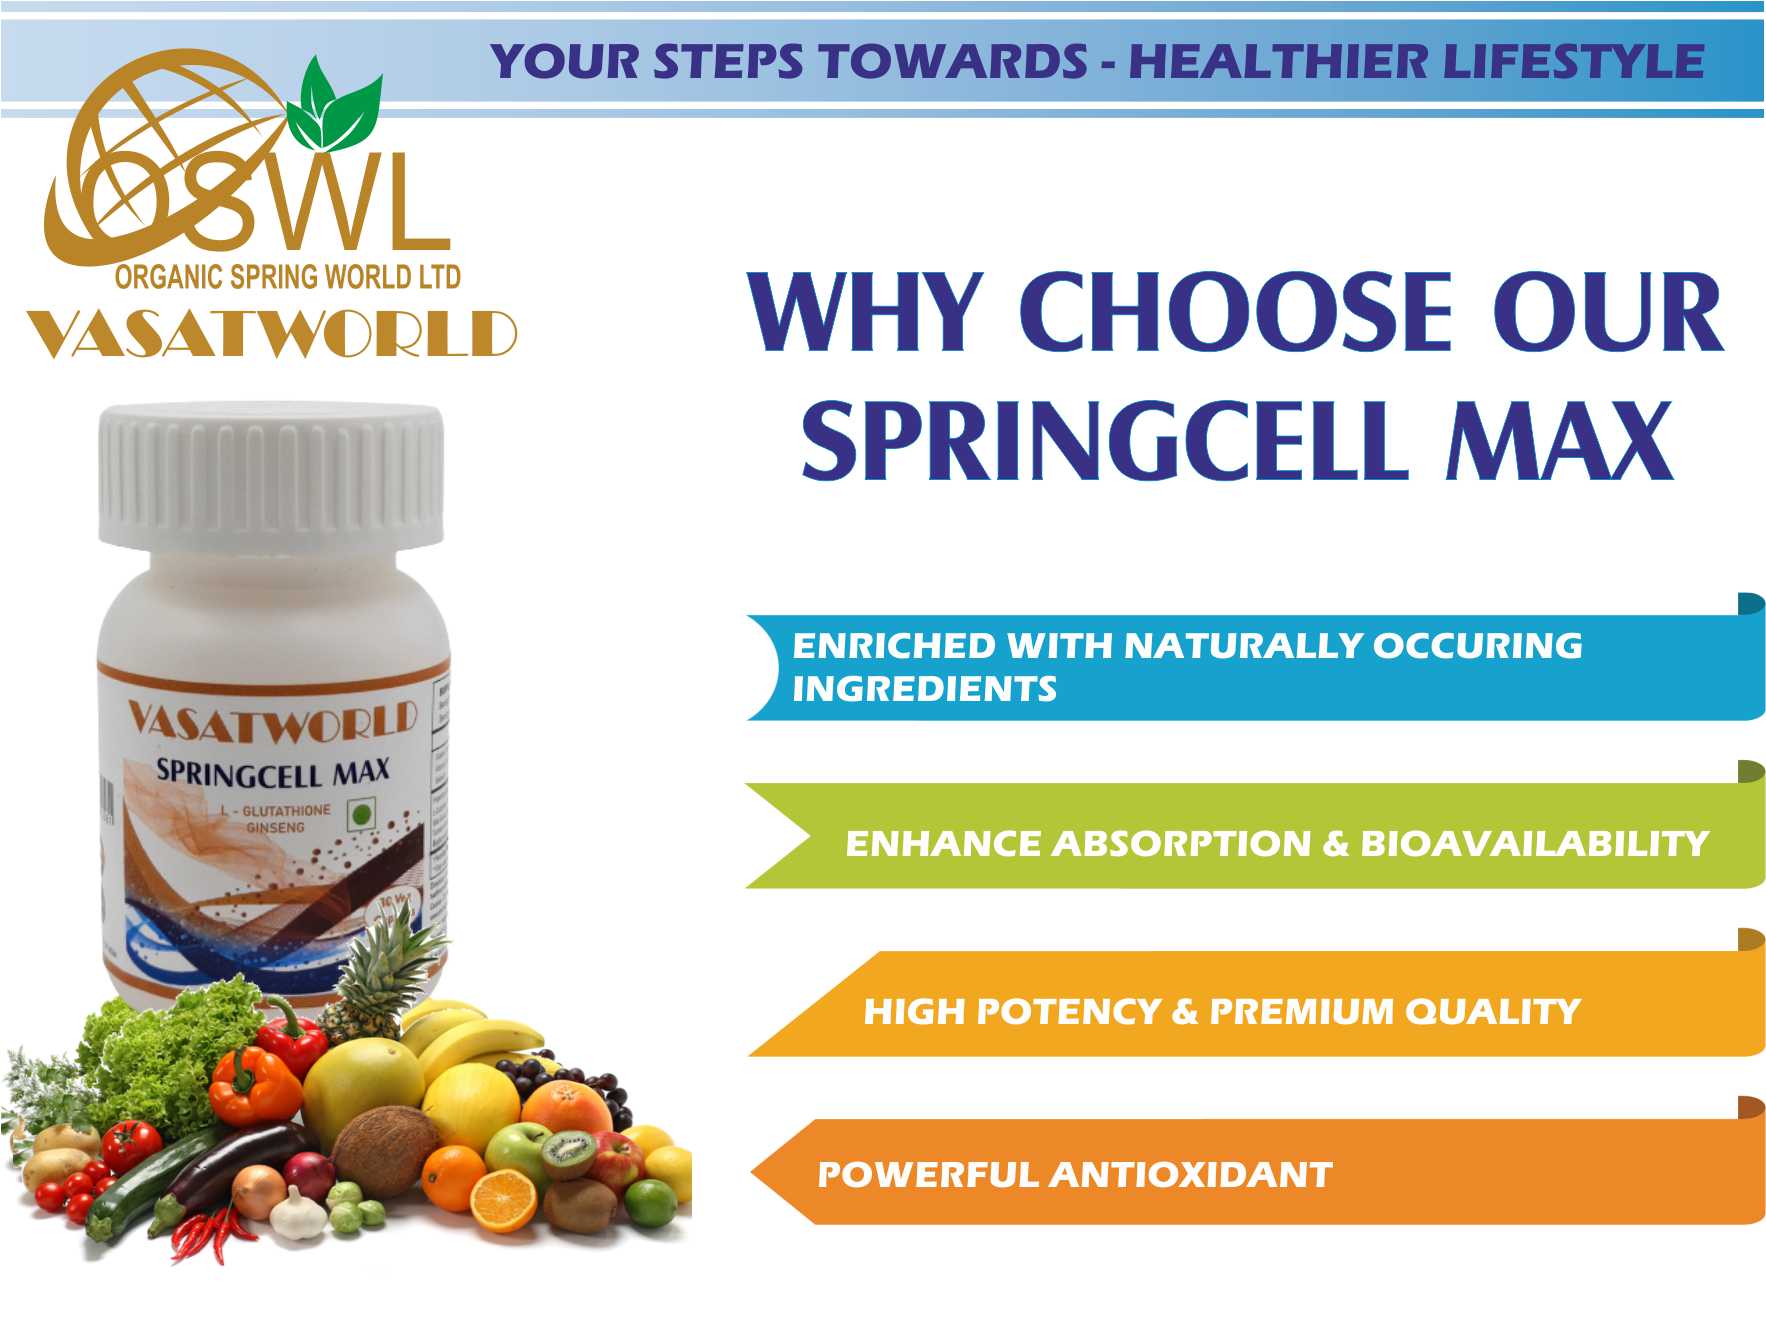 YOUR STEPS TOWARDS - HEALTHIER LIFESTYLE
OSWL
ORGANIC SPRING WORLD LTD
VASATWORLD
WHY CHOOSE OUR
SPRINGCELL MAX
VASATWORLD
SPRINGCELL MAX
L - GLUTATHIONE
GINSENG
ENRICHED WITH NATURALLY OCCURING
INGREDIENTS
ENHANCE ABSORPTION & BIOAVAILABILITY
HIGH POTENCY & PREMIUM QUALITY
POWERFUL ANTIOXIDANT